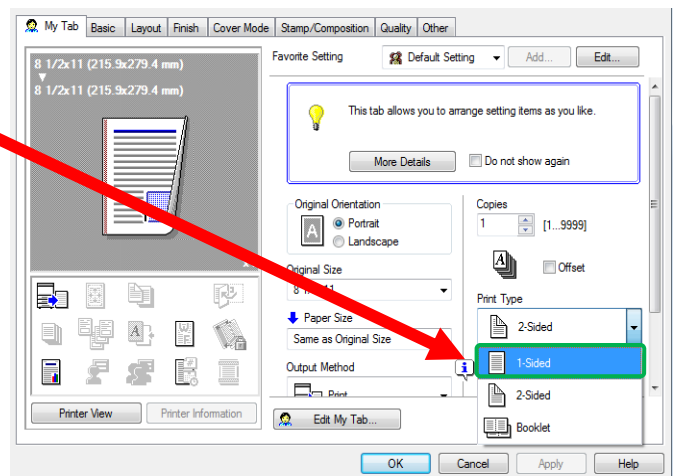 My Tab Basic Layout Finish Cover Mode Stamp/Composition Quality Other
8 1/2x11 (215.9x279.4 mm)
8 1/2x11 (215.9x279.4 mm)
Favorite Setting Default Setting Add... Edit...
This tab allows you to arrange setting items as you like.
More Details Do not show again
Original Orientation
A Portrait
Landscape
Original Size
Paper Size
Same as Original Size
Output Method
Print
Copies
1 [1...9999]
A Offset
Print Type
2-Sided
1-Sided
2-Sided
Booklet
Printer View Printer Information Edit My Tab...
OK Cancel Apply Help